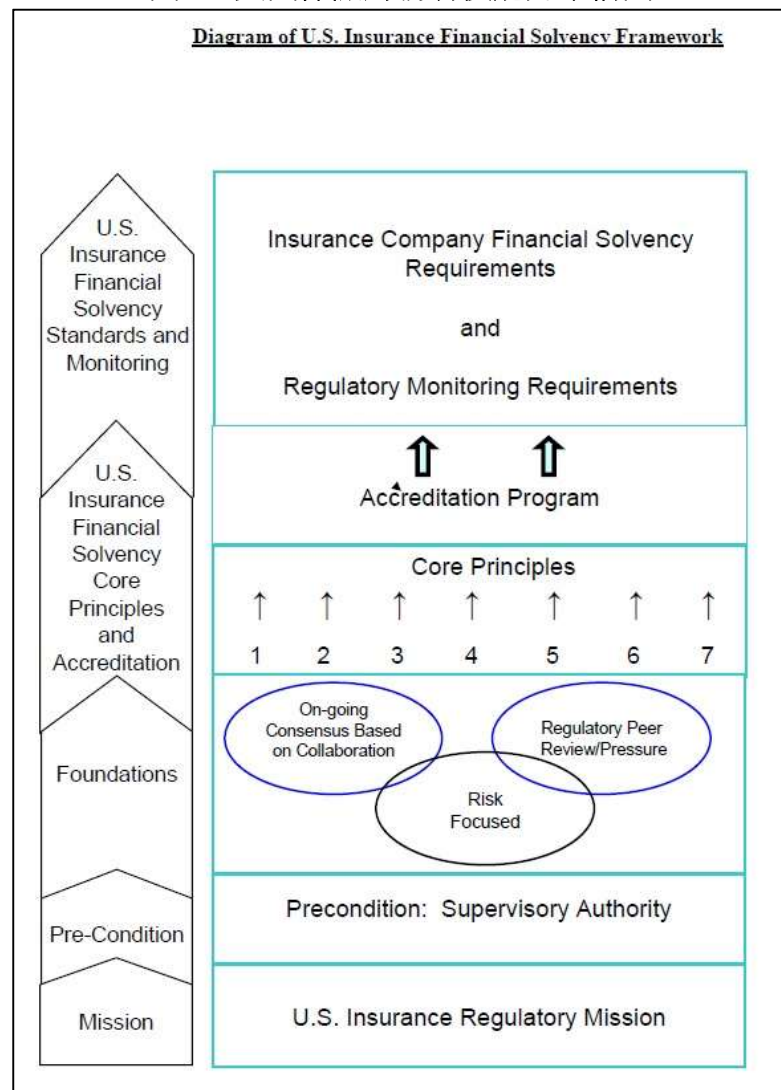 Diagram of U.S. Insurance Financial Solvency Framework
U.S.
Insurance
Financial
Solvency
Standards and
Monitoring
Insurance Company Financial Solvency
Requirements
and
Regulatory Monitoring Requirements
U.S.
Insurance
Financial
Solvency
Core
Principles
and
Accreditation
Accreditation Program
Core Principles
↑ ↑ ↑ ↑ ↑ ↑ ↑
1 2 3 4 5 6 7
Foundations
On-going
Consensus Based
on Collaboration
Regulatory Peer
Review/Pressure
Risk
Focused
Pre-Condition
Precondition: Supervisory Authority
Mission
U.S. Insurance Regulatory Mission